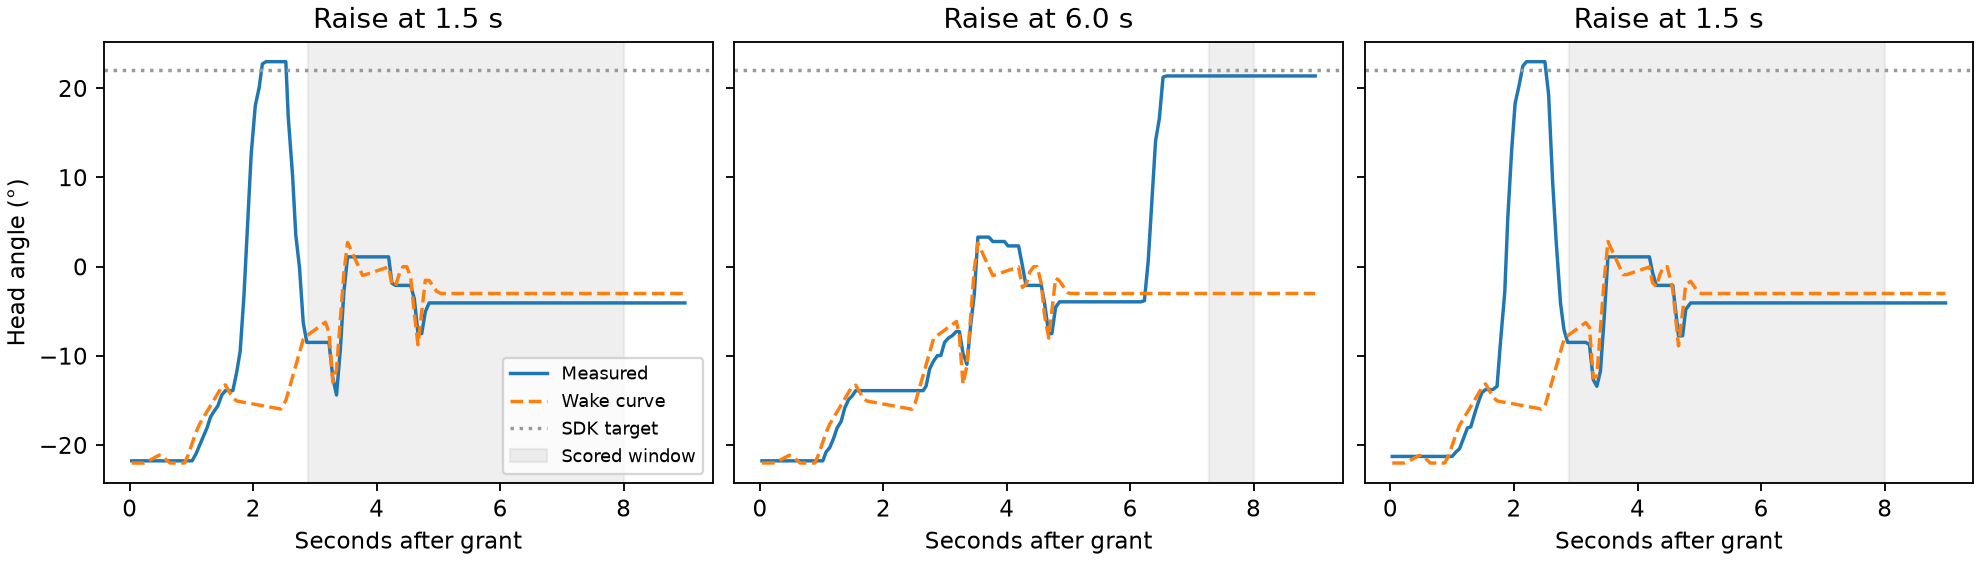 Raise at 1.5 s
Raise at 6.0 s
Raise at 1.5 s
Head angle (°)
20
10
0
−10
−20
Measured
Wake curve
SDK target
Scored window
0 2 4 6 8
0 2 4 6 8
0 2 4 6 8
Seconds after grant
Seconds after grant
Seconds after grant